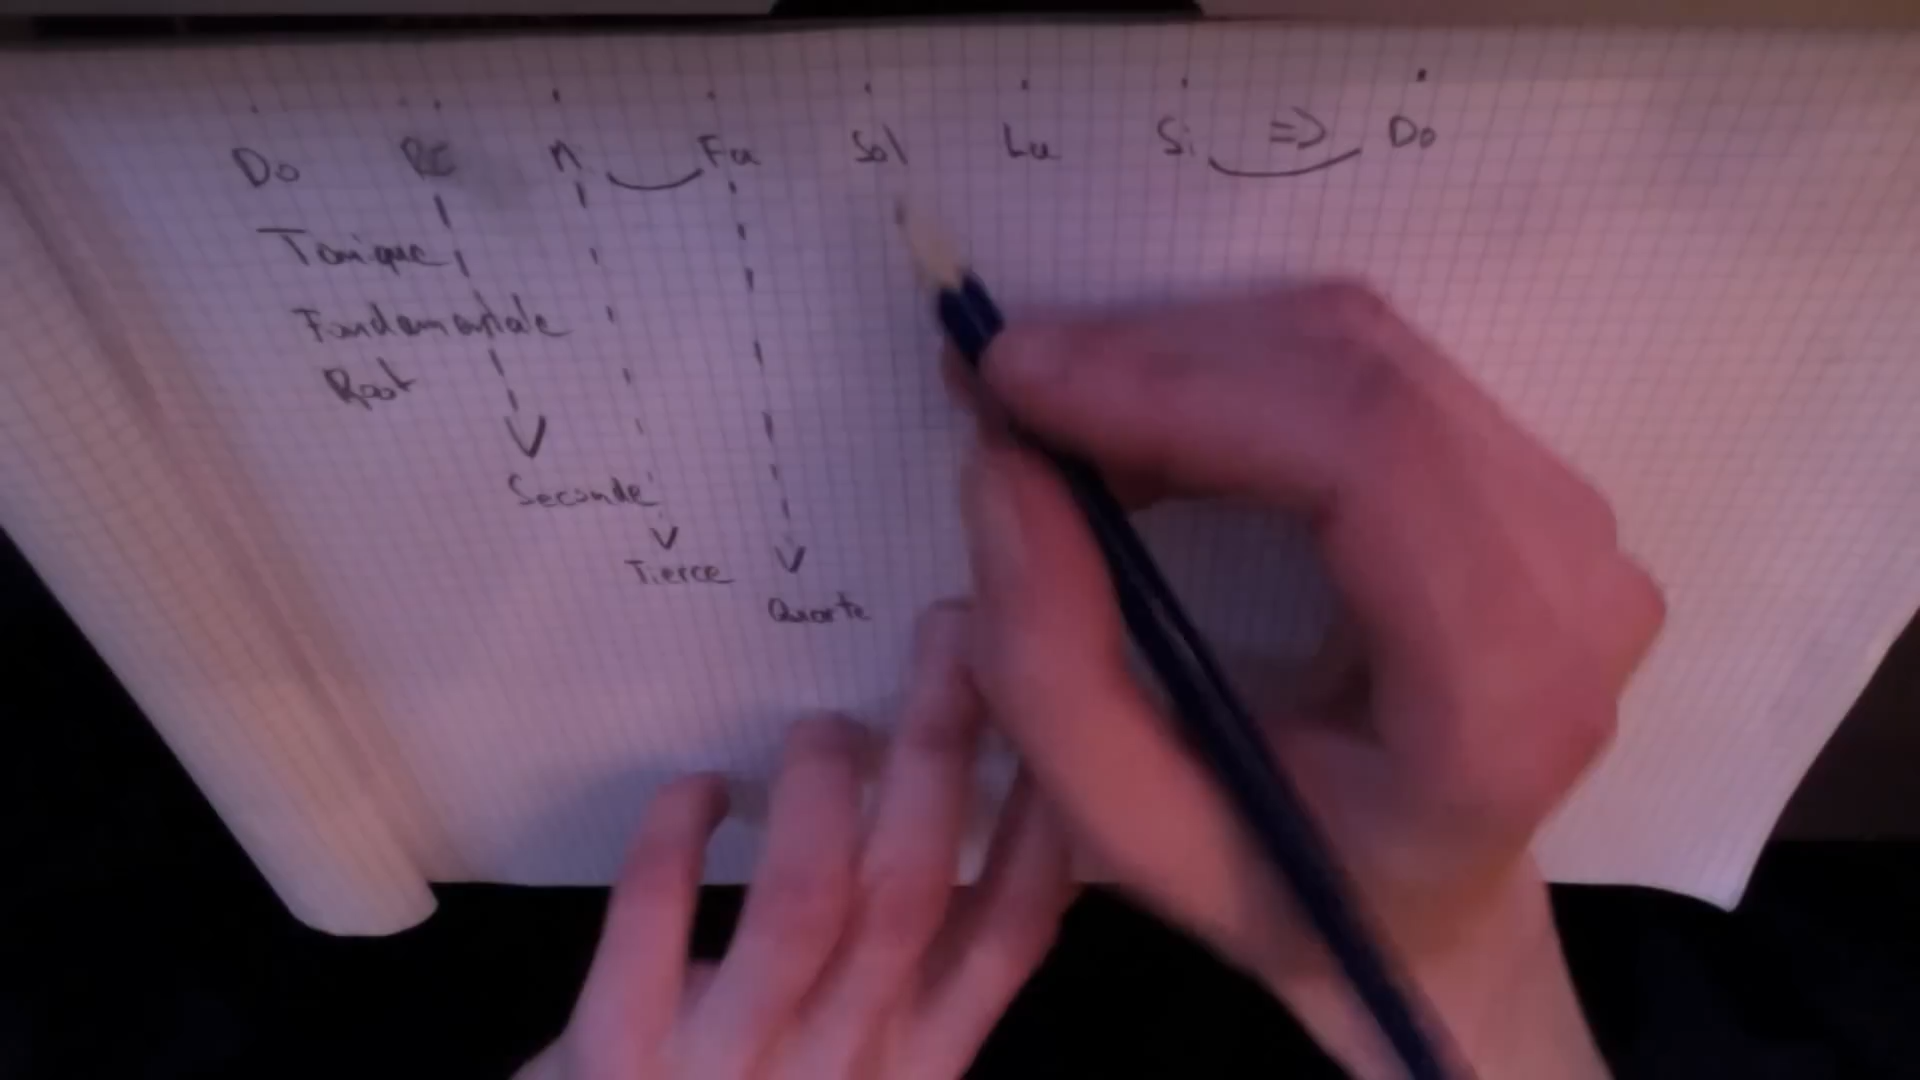 Do Ré Mi Fa Sol La Si => Do
Tonique
Fondamentale
Root
Seconde
Tierce
Quarte